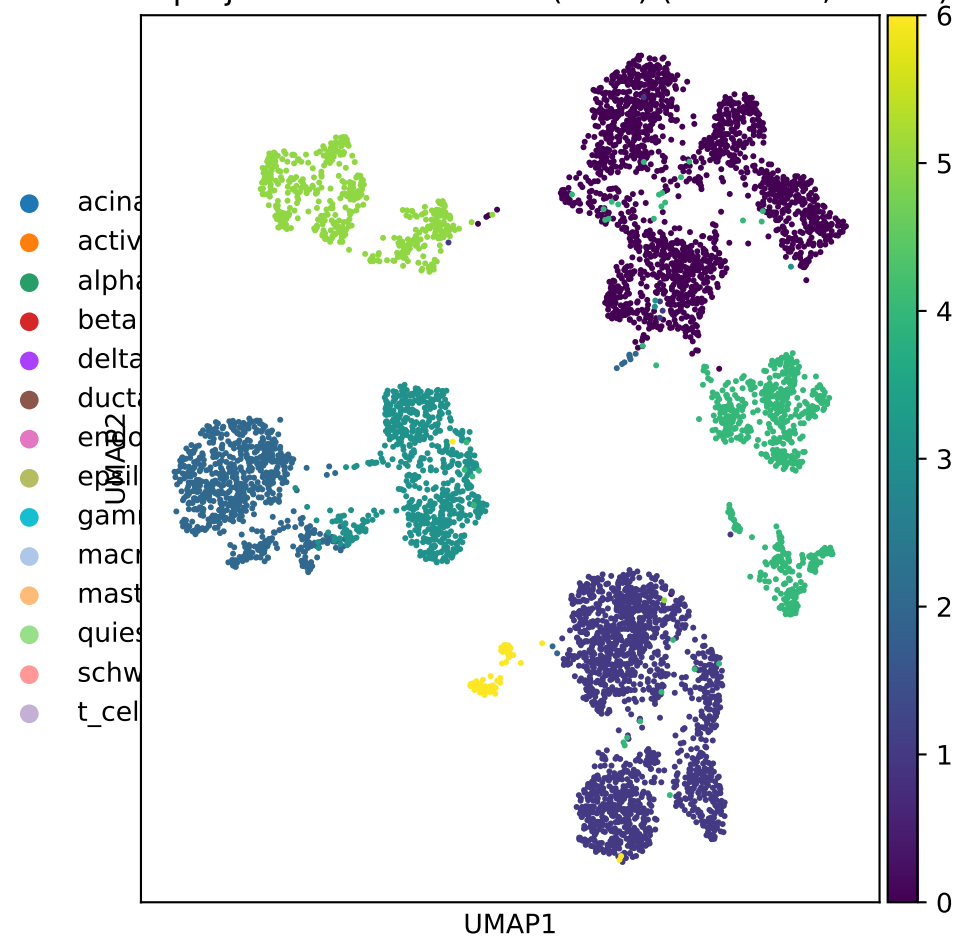 acina
activ
alpha
beta
delta
ducta
endo
epsil
gamm
macr
mast
quies
schw
t_cel
UMAP2
UMAP1
6
5
4
3
2
1
0